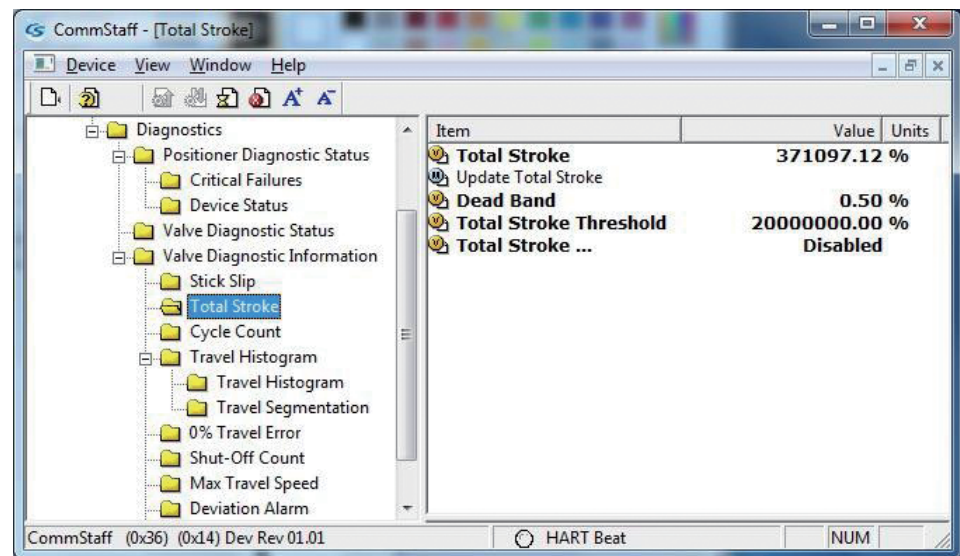 CommStaff - [Total Stroke]
Device View Window Help
Diagnostics
Positioner Diagnostic Status
Critical Failures
Device Status
Valve Diagnostic Status
Valve Diagnostic Information
Stick Slip
Total Stroke
Cycle Count
Travel Histogram
Travel Histogram
Travel Segmentation
0% Travel Error
Shut-Off Count
Max Travel Speed
Deviation Alarm
Item Value Units
Total Stroke 371097.12 %
Update Total Stroke
Dead Band 0.50 %
Total Stroke Threshold 20000000.00 %
Total Stroke ... Disabled
CommStaff (0x36) (0x14) Dev Rev 01.01 HART Beat NUM